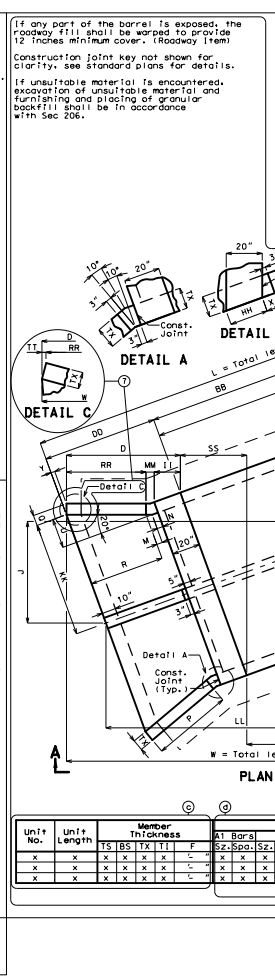 If any part of the barrel is exposed, the
roadway fill shall be warped to provide
12 inches minimum cover. (Roadway Item)
Construction joint key not shown for
clarity, see standard plans for details.
If unsuitable material is encountered,
excavation of unsuitable material and
furnishing and placing of granular
backfill shall be in accordance
with Sec 206.
10"
10"
20"
3"
TX
TX
3"
Const.
Joint
DETAIL A
20"
3
TX
HH
X
DETAIL
D
TT
RR
TX
W
DETAIL C
7
L = Total le
BB
DD
D
SS
RR
MM
II
Y
Detail C
20"
N
M
20"
R
J
KK
5"
10"
3"
Detail A
Const.
Joint
(Typ.)
P
TX
LL
A
W = Total le
PLAN
c
d
Unit
No.
Unit
Length
Member
Thickness
A1 Bars
TS BS TX TI F Sz. Spa. Sz.
x x x x x x '- " x x x
x x x x x x '- " x x x
x x x x x x '- " x x x